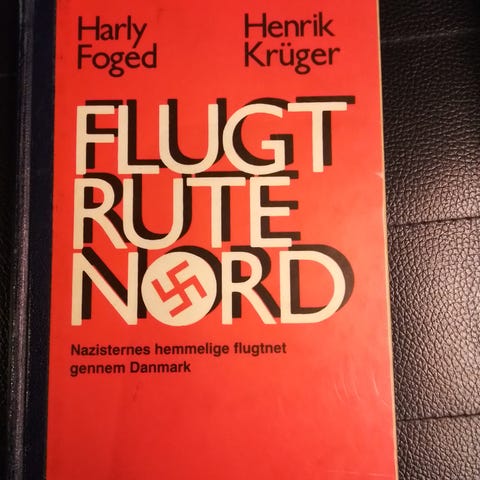 Harly Henrik
Foged Krüger
FLUGT
RUTE
NORD
Nazisternes hemmelige flugtnet
gennem Danmark